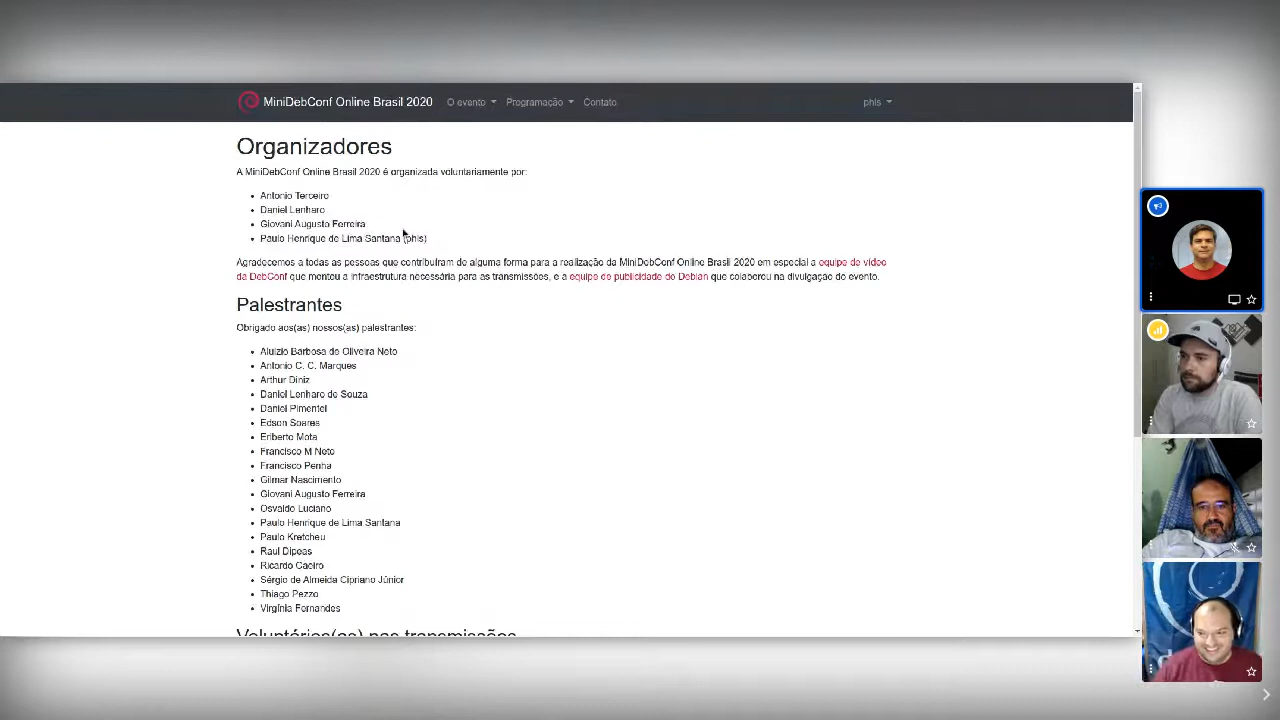 MiniDebConf Online Brasil 2020 O evento Programação Contato phls
Organizadores
A MiniDebConf Online Brasil 2020 é organizada voluntariamente por:
Antonio Terceiro
Daniel Lenharo
Giovani Augusto Ferreira
Paulo Henrique de Lima Santana (phls)
Agradecemos a todas as pessoas que contribuíram de alguma forma para a realização da MiniDebConf Online Brasil 2020 em especial a equipe de vídeo
da DebConf que mentou a infraestrutura necessária para as transmissões, e a equipe de publicidade do Debian que colaborou na divulgação do evento.
Palestrantes
Obrigado aos(as) nossos(as) palestrantes:
Aluizio Barbosa de Oliveira Neto
Antonio C. C. Marques
Arthur Diniz
Daniel Lenharo de Souza
Daniel Pimentel
Edson Soares
Eriberto Mota
Francisco M Neto
Francisco Penha
Gilmar Nascimento
Giovani Augusto Ferreira
Osvaldo Luciano
Paulo Henrique de Lima Santana
Paulo Kretcheu
Raul Dipeas
Ricardo Caeiro
Sérgio de Almeida Cipriano Júnior
Thiago Pezzo
Virgínia Fernandes
Voluntários(as) nas transmissões